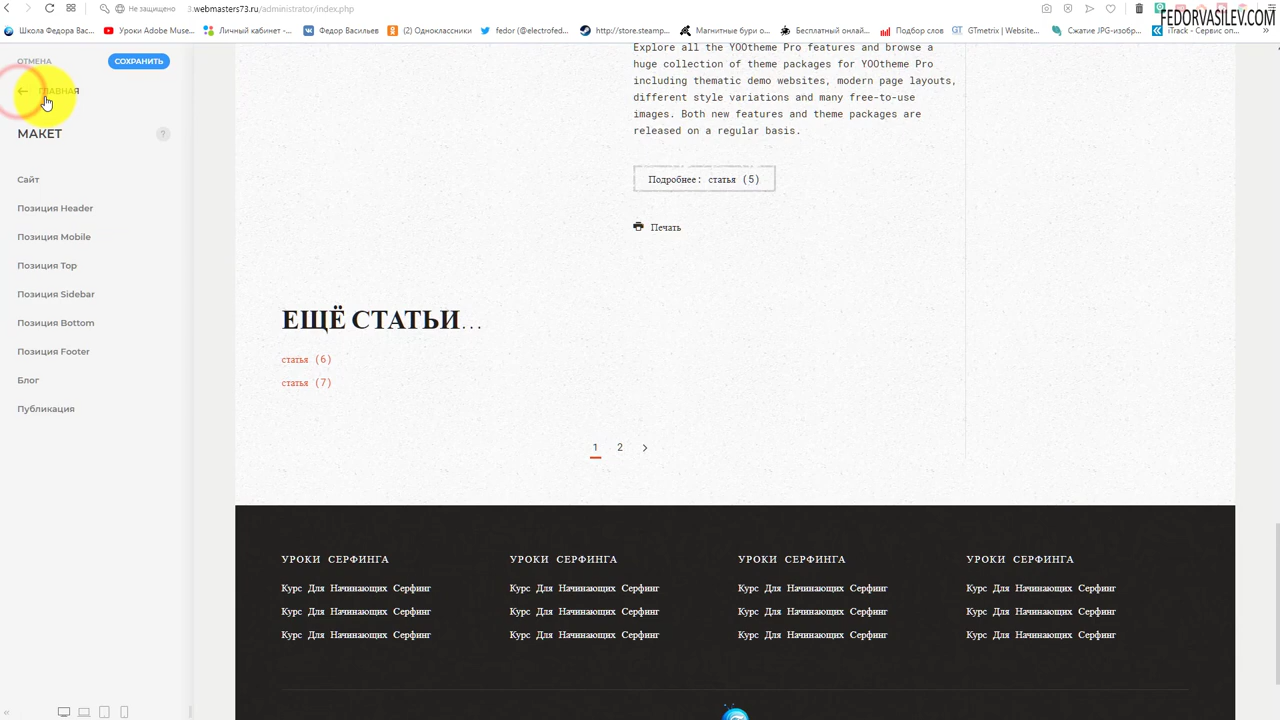 Не защищено
3.webmasters73.ru/administrator/index.php
FEDORVASILEV.COM
Школа Федора Вас...
Уроки Adobe Muse...
Личный кабинет -...
Федор Васильев
(2) Одноклассники
fedor (@electrofed...
http://store.steamp...
Магнитные бури о...
Бесплатный онлай...
GTmetrix | Website...
Подбор слов
Сжатие JPG-изобр...
iTrack - Сервис оп...
ОТМЕНА
СОХРАНИТЬ
ГЛАВНАЯ
МАКЕТ
?
Сайт
Позиция Header
Позиция Mobile
Позиция Top
Позиция Sidebar
Позиция Bottom
Позиция Footer
Блог
Публикация
Explore all the YOOtheme Pro features and browse a
huge collection of theme packages for YOOtheme Pro
including thematic demo websites, modern page layouts,
different style variations and many free-to-use
images. Both new features and theme packages are
released on a regular basis.
Подробнее: статья (5)
Печать
ЕЩЁ СТАТЬИ...
статья (6)
статья (7)
1 2
УРОКИ СЕРФИНГА УРОКИ СЕРФИНГА УРОКИ СЕРФИНГА УРОКИ СЕРФИНГА
Курс Для Начинающих Серфинг Курс Для Начинающих Серфинг Курс Для Начинающих Серфинг Курс Для Начинающих Серфинг
Курс Для Начинающих Серфинг Курс Для Начинающих Серфинг Курс Для Начинающих Серфинг Курс Для Начинающих Серфинг
Курс Для Начинающих Серфинг Курс Для Начинающих Серфинг Курс Для Начинающих Серфинг Курс Для Начинающих Серфинг